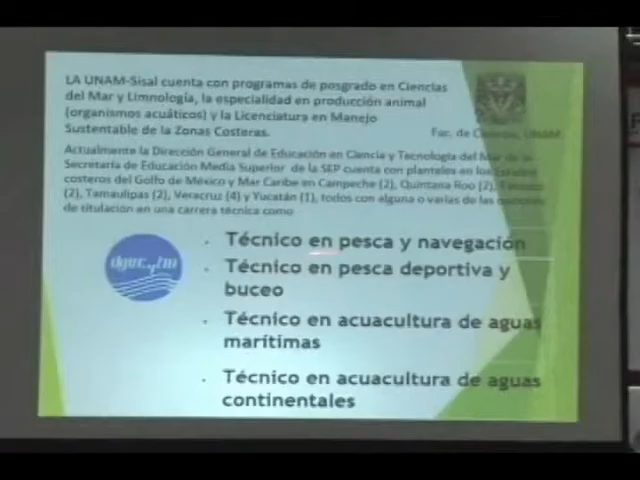 LA UNAM-Sisal cuenta con programas de posgrado en Ciencias
del Mar y Limnología, la especialidad en producción animal
(organismos acuáticos) y la Licenciatura en Manejo
Sustentable de la Zonas Costeras.
Fac. de Ciencias, UNAM
Actualmente la Dirección General de Educación en Ciencia y Tecnología del Mar de la
Secretaría de Educación Media Superior de la SEP cuenta con planteles en los Estados
costeros del Golfo de México y Mar Caribe en Campeche (2), Quintana Roo (2), Tabasco
(2), Tamaulipas (2), Veracruz (4) y Yucatán (1), todos con alguna o varias de las opciones
de titulación en una carrera técnica como
dgecytm
Técnico en pesca y navegación
Técnico en pesca deportiva y
buceo
Técnico en acuacultura de aguas
marítimas
Técnico en acuacultura de aguas
continentales